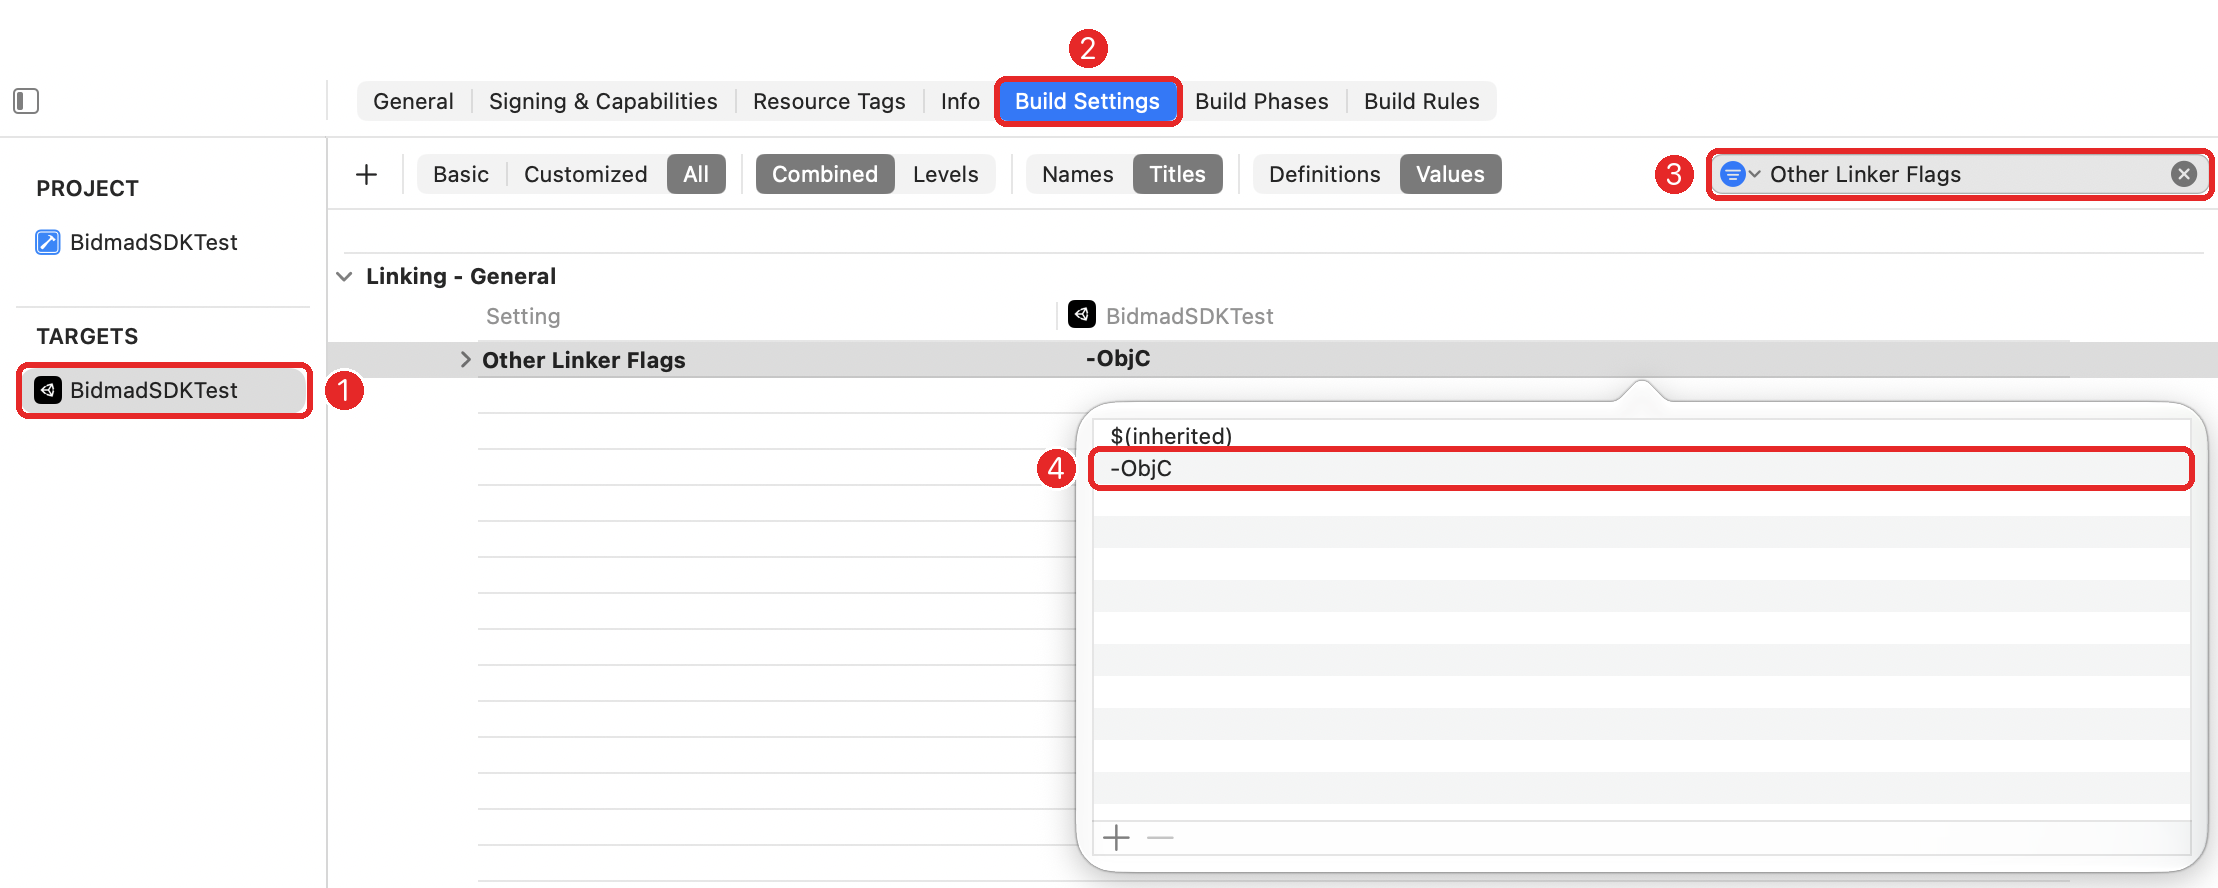 2
General Signing & Capabilities Resource Tags Info Build Settings Build Phases Build Rules
PROJECT
+ Basic Customized All Combined Levels Names Titles Definitions Values 3 Other Linker Flags
BidmadSDKTest
Linking - General
Setting BidmadSDKTest
TARGETS
Other Linker Flags -ObjC
BidmadSDKTest 1
$(inherited)
4 -ObjC